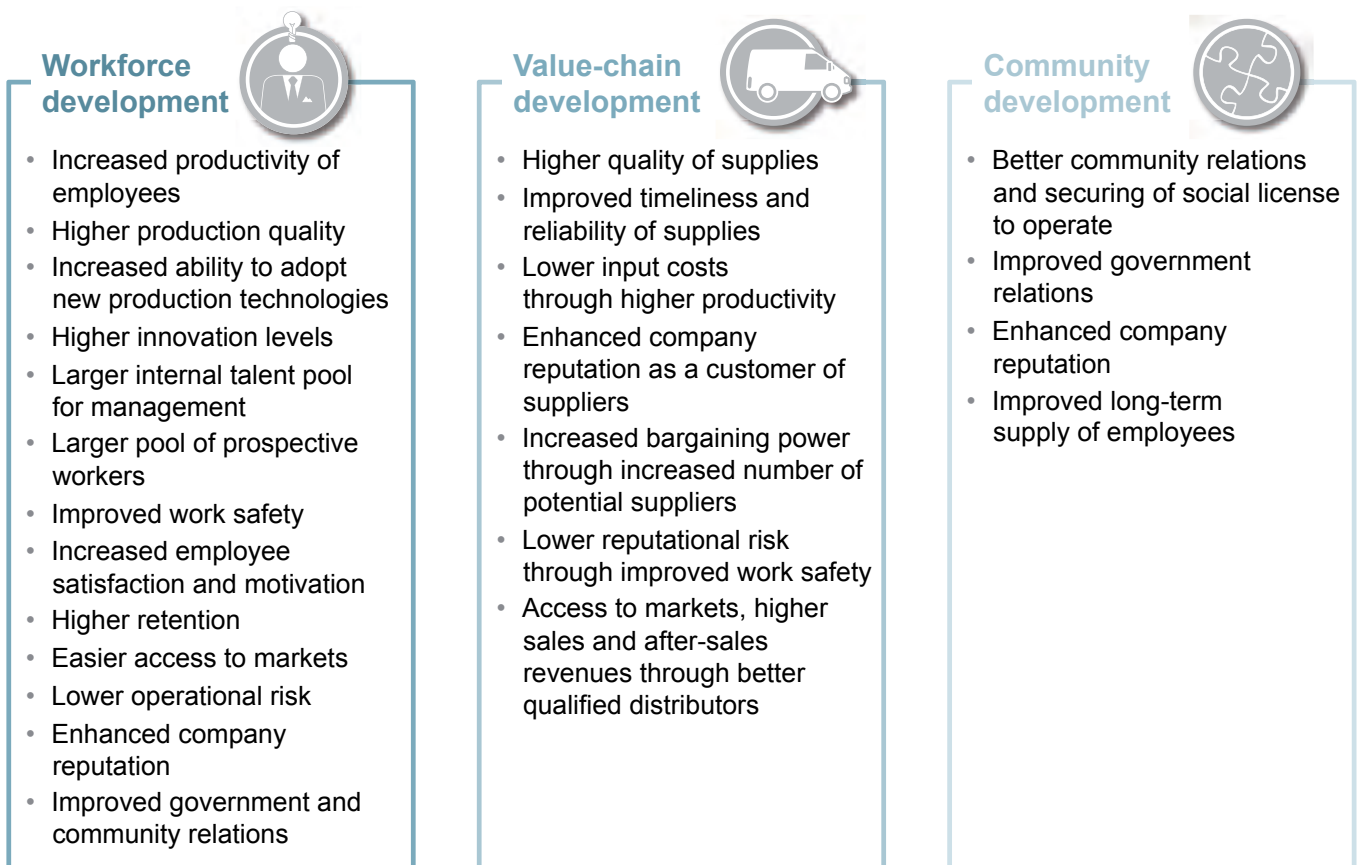 Workforce
development
• Increased productivity of
employees
• Higher production quality
• Increased ability to adopt
new production technologies
• Higher innovation levels
• Larger internal talent pool
for management
• Larger pool of prospective
workers
• Improved work safety
• Increased employee
satisfaction and motivation
• Higher retention
• Easier access to markets
• Lower operational risk
• Enhanced company
reputation
• Improved government and
community relations
Value-chain
development
• Higher quality of supplies
• Improved timeliness and
reliability of supplies
• Lower input costs
through higher productivity
• Enhanced company
reputation as a customer of
suppliers
• Increased bargaining power
through increased number of
potential suppliers
• Lower reputational risk
through improved work safety
• Access to markets, higher
sales and after-sales
revenues through better
qualified distributors
Community
development
• Better community relations
and securing of social license
to operate
• Improved government
relations
• Enhanced company
reputation
• Improved long-term
supply of employees